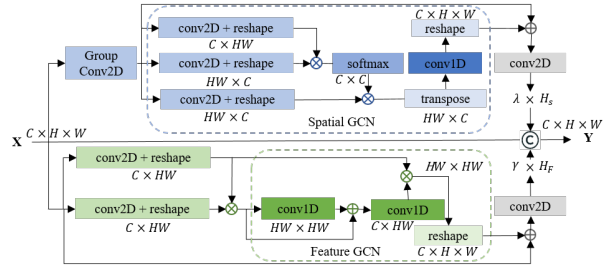 C × H × W
conv2D + reshape
reshape
C × HW
Group
Conv2D
conv2D + reshape
softmax
conv1D
conv2D
HW × C
C × C
conv2D + reshape
transpose
λ × H_s
HW × C
Spatial GCN
HW × C
X
C × H × W
C
C × H × W
Y
conv2D + reshape
C × HW
HW × HW
γ × H_F
conv2D + reshape
conv1D
conv1D
conv2D
C × HW
HW × HW
C × HW
reshape
Feature GCN
C × H × W